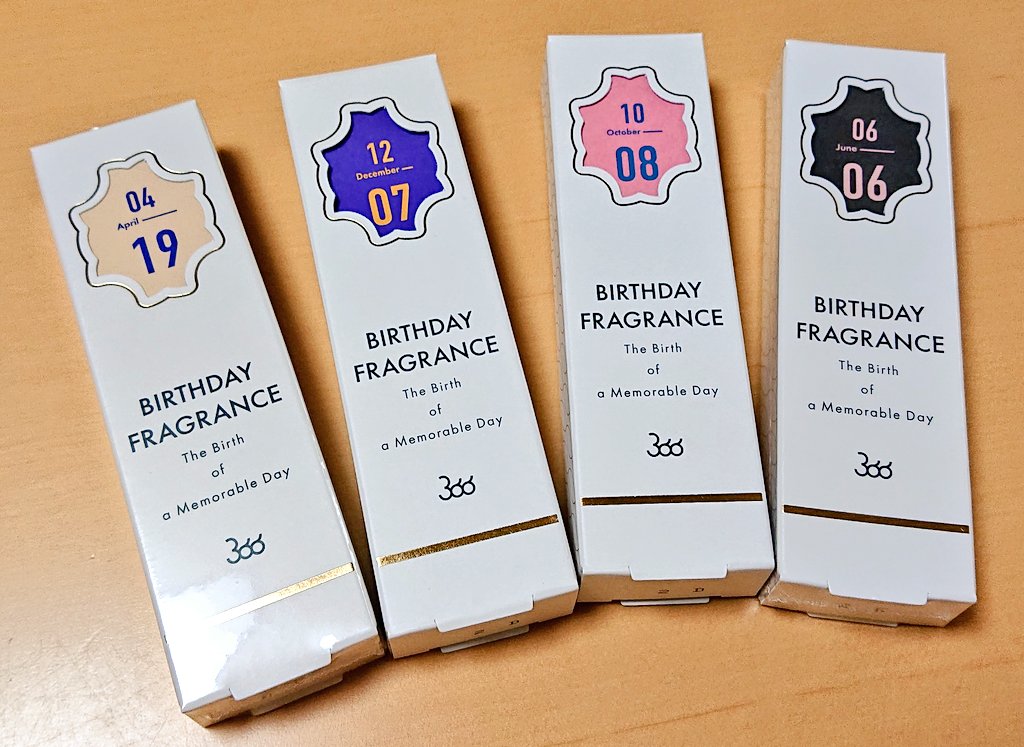 04
April
19
BIRTHDAY
FRAGRANCE
The Birth
of
a Memorable Day
366
12
December
07
BIRTHDAY
FRAGRANCE
The Birth
of
a Memorable Day
366
10
October
08
BIRTHDAY
FRAGRANCE
The Birth
of
a Memorable Day
366
06
June
06
BIRTHDAY
FRAGRANCE
The Birth
of
a Memorable Day
366